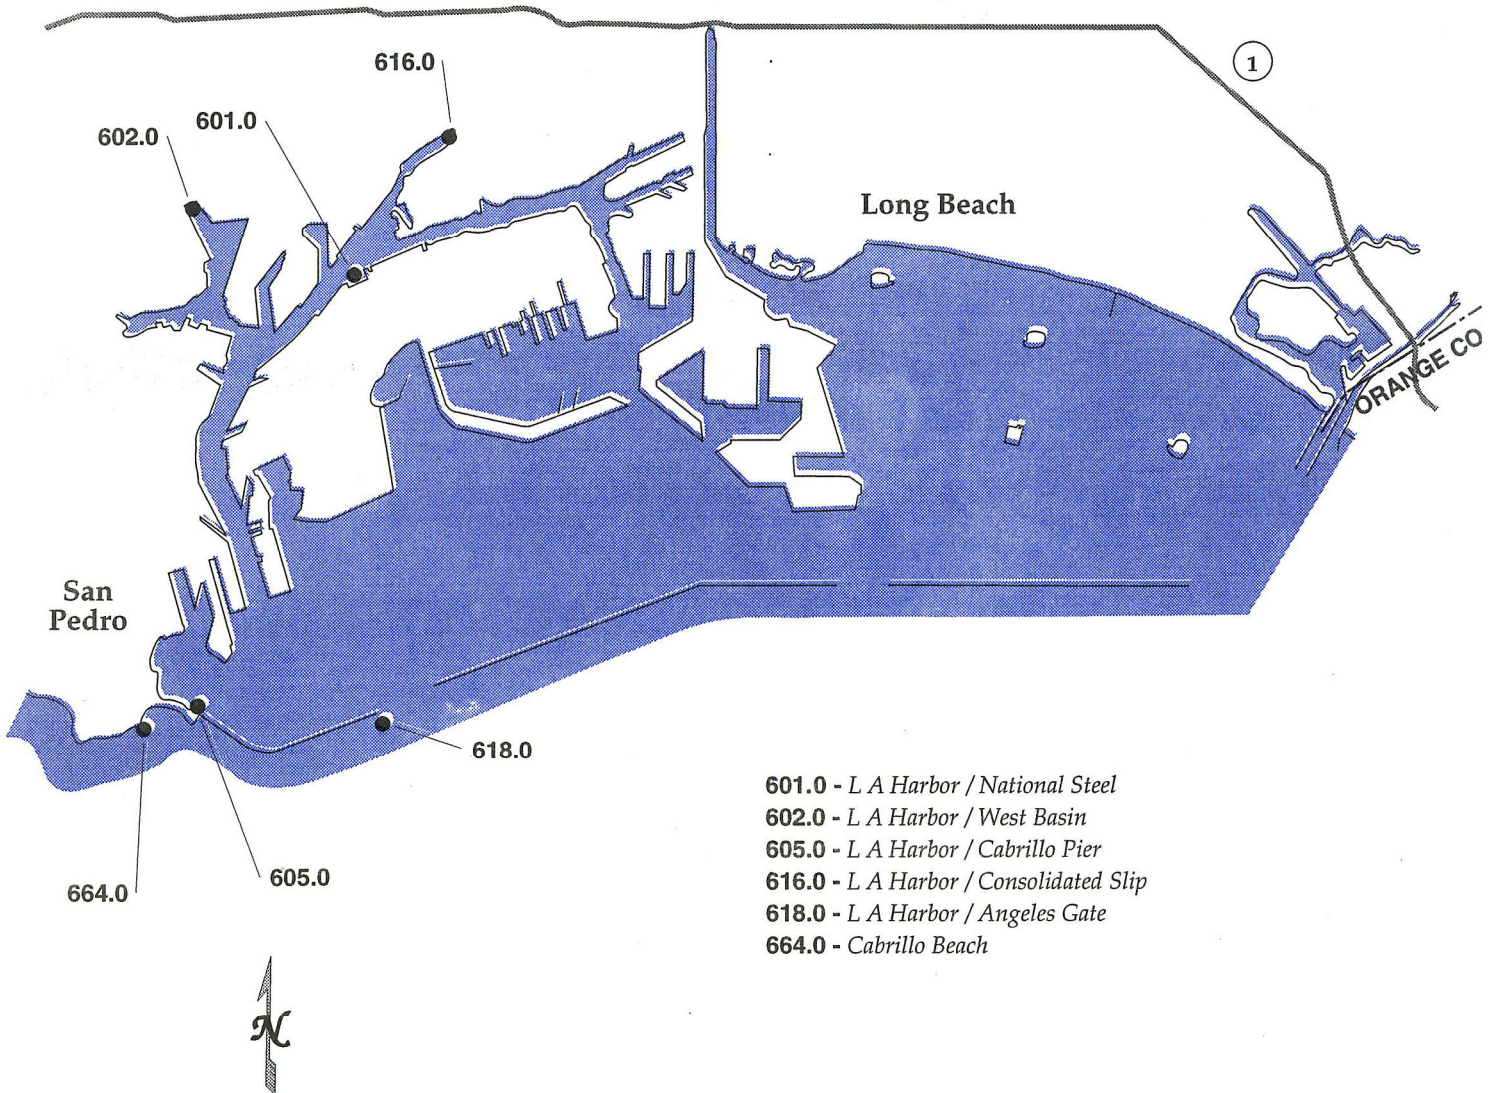 1
616.0
601.0
602.0
Long Beach
ORANGE CO
San
Pedro
618.0
605.0
664.0
601.0 - L A Harbor / National Steel
602.0 - L A Harbor / West Basin
605.0 - L A Harbor / Cabrillo Pier
616.0 - L A Harbor / Consolidated Slip
618.0 - L A Harbor / Angeles Gate
664.0 - Cabrillo Beach
N